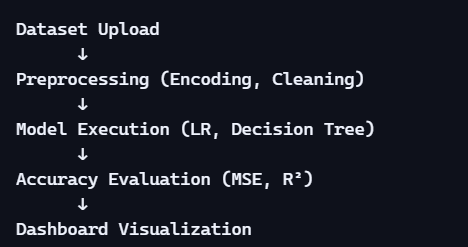 Dataset Upload
↓
Preprocessing (Encoding, Cleaning)
↓
Model Execution (LR, Decision Tree)
↓
Accuracy Evaluation (MSE, R²)
↓
Dashboard Visualization